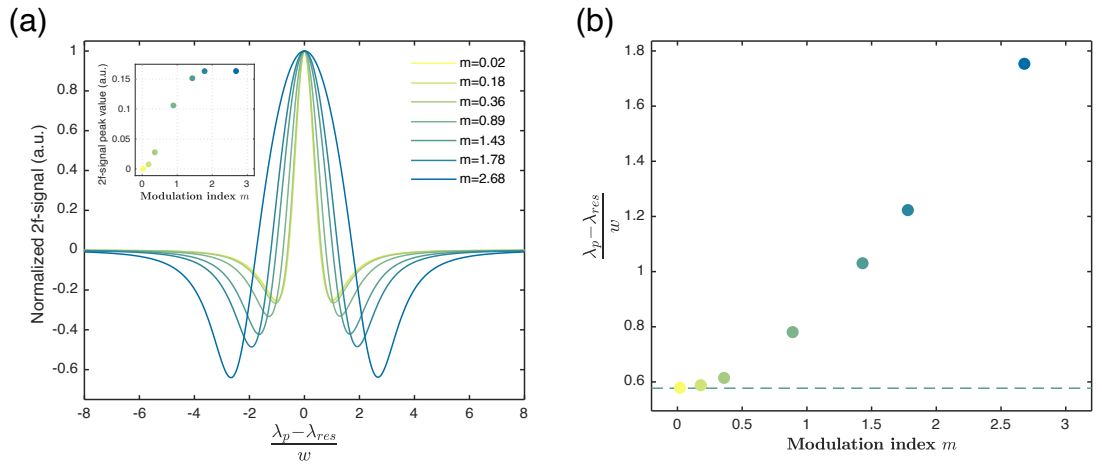 (a)
Normalized 2f-signal (a.u.)
1
0.8
0.6
0.4
0.2
0
-0.2
-0.4
-0.6
-8
-6
-4
-2
0
2
4
6
8
λp−λres
w
2f-signal peak value (a.u.)
0.15
0.1
0.05
0
0
1
2
3
Modulation index m
m=0.02
m=0.18
m=0.36
m=0.89
m=1.43
m=1.78
m=2.68
(b)
λp−λres
w
1.8
1.6
1.4
1.2
1
0.8
0.6
0
0.5
1
1.5
2
2.5
3
Modulation index m